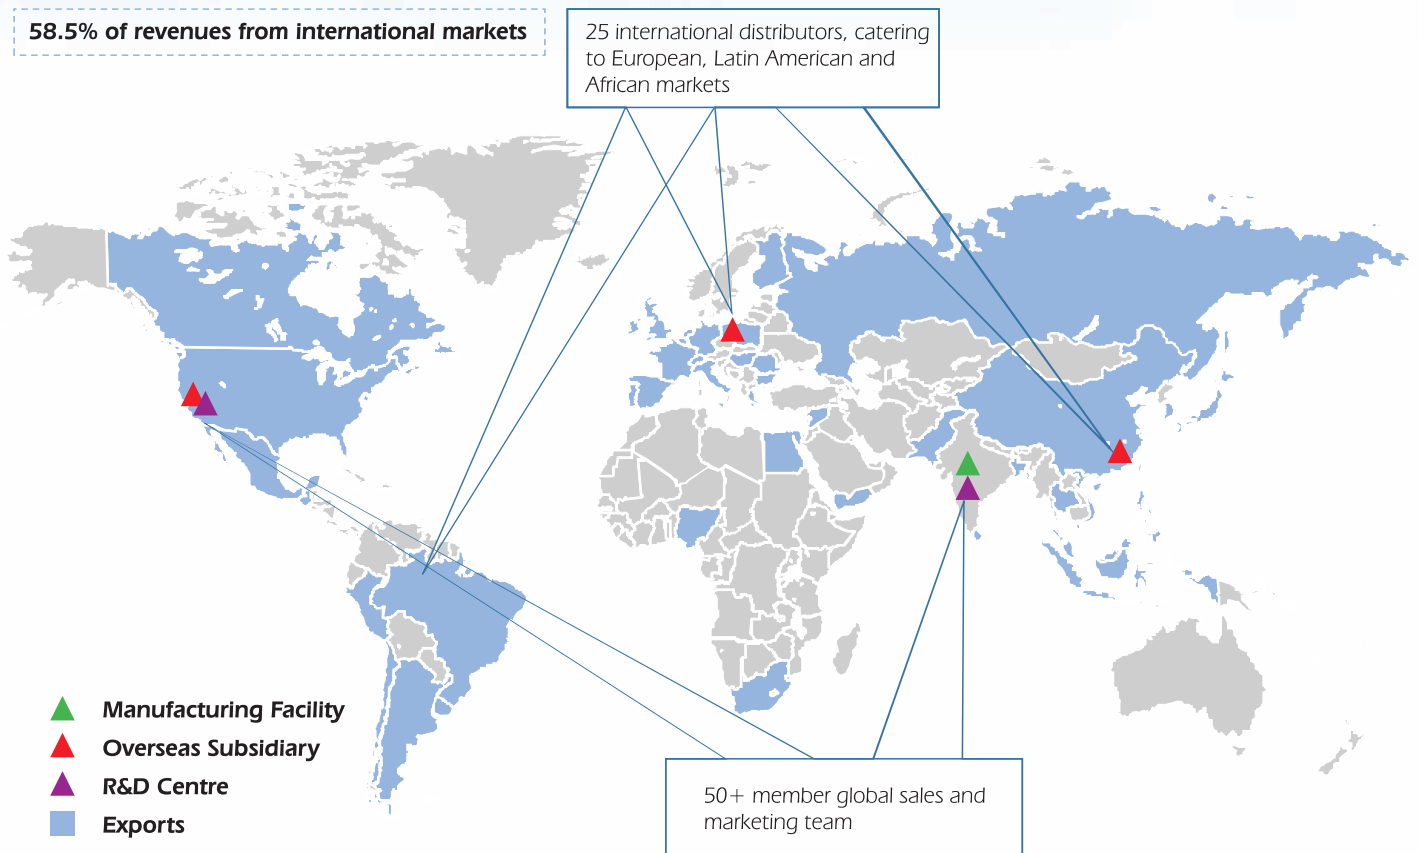 58.5% of revenues from international markets
25 international distributors, catering
to European, Latin American and
African markets
Manufacturing Facility
Overseas Subsidiary
R&D Centre
Exports
50+ member global sales and
marketing team